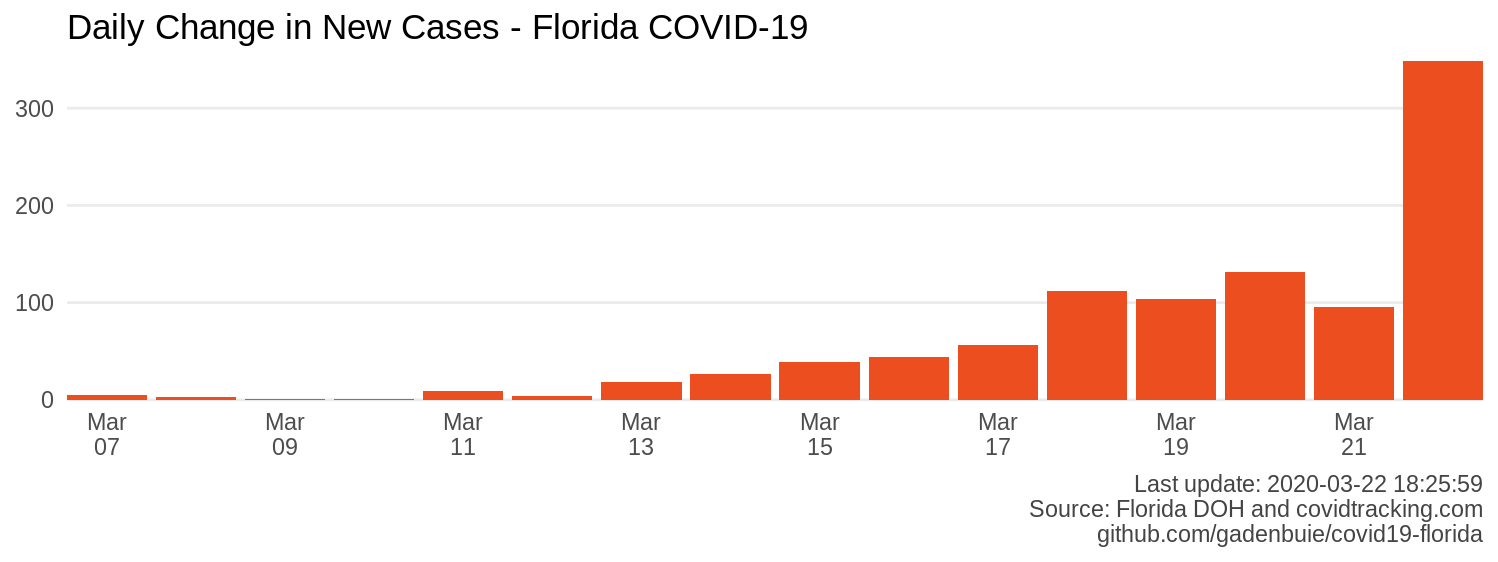 Daily Change in New Cases - Florida COVID-19
300
200
100
0
Mar
07
Mar
09
Mar
11
Mar
13
Mar
15
Mar
17
Mar
19
Mar
21
Last update: 2020-03-22 18:25:59
Source: Florida DOH and covidtracking.com
github.com/gadenbuie/covid19-florida